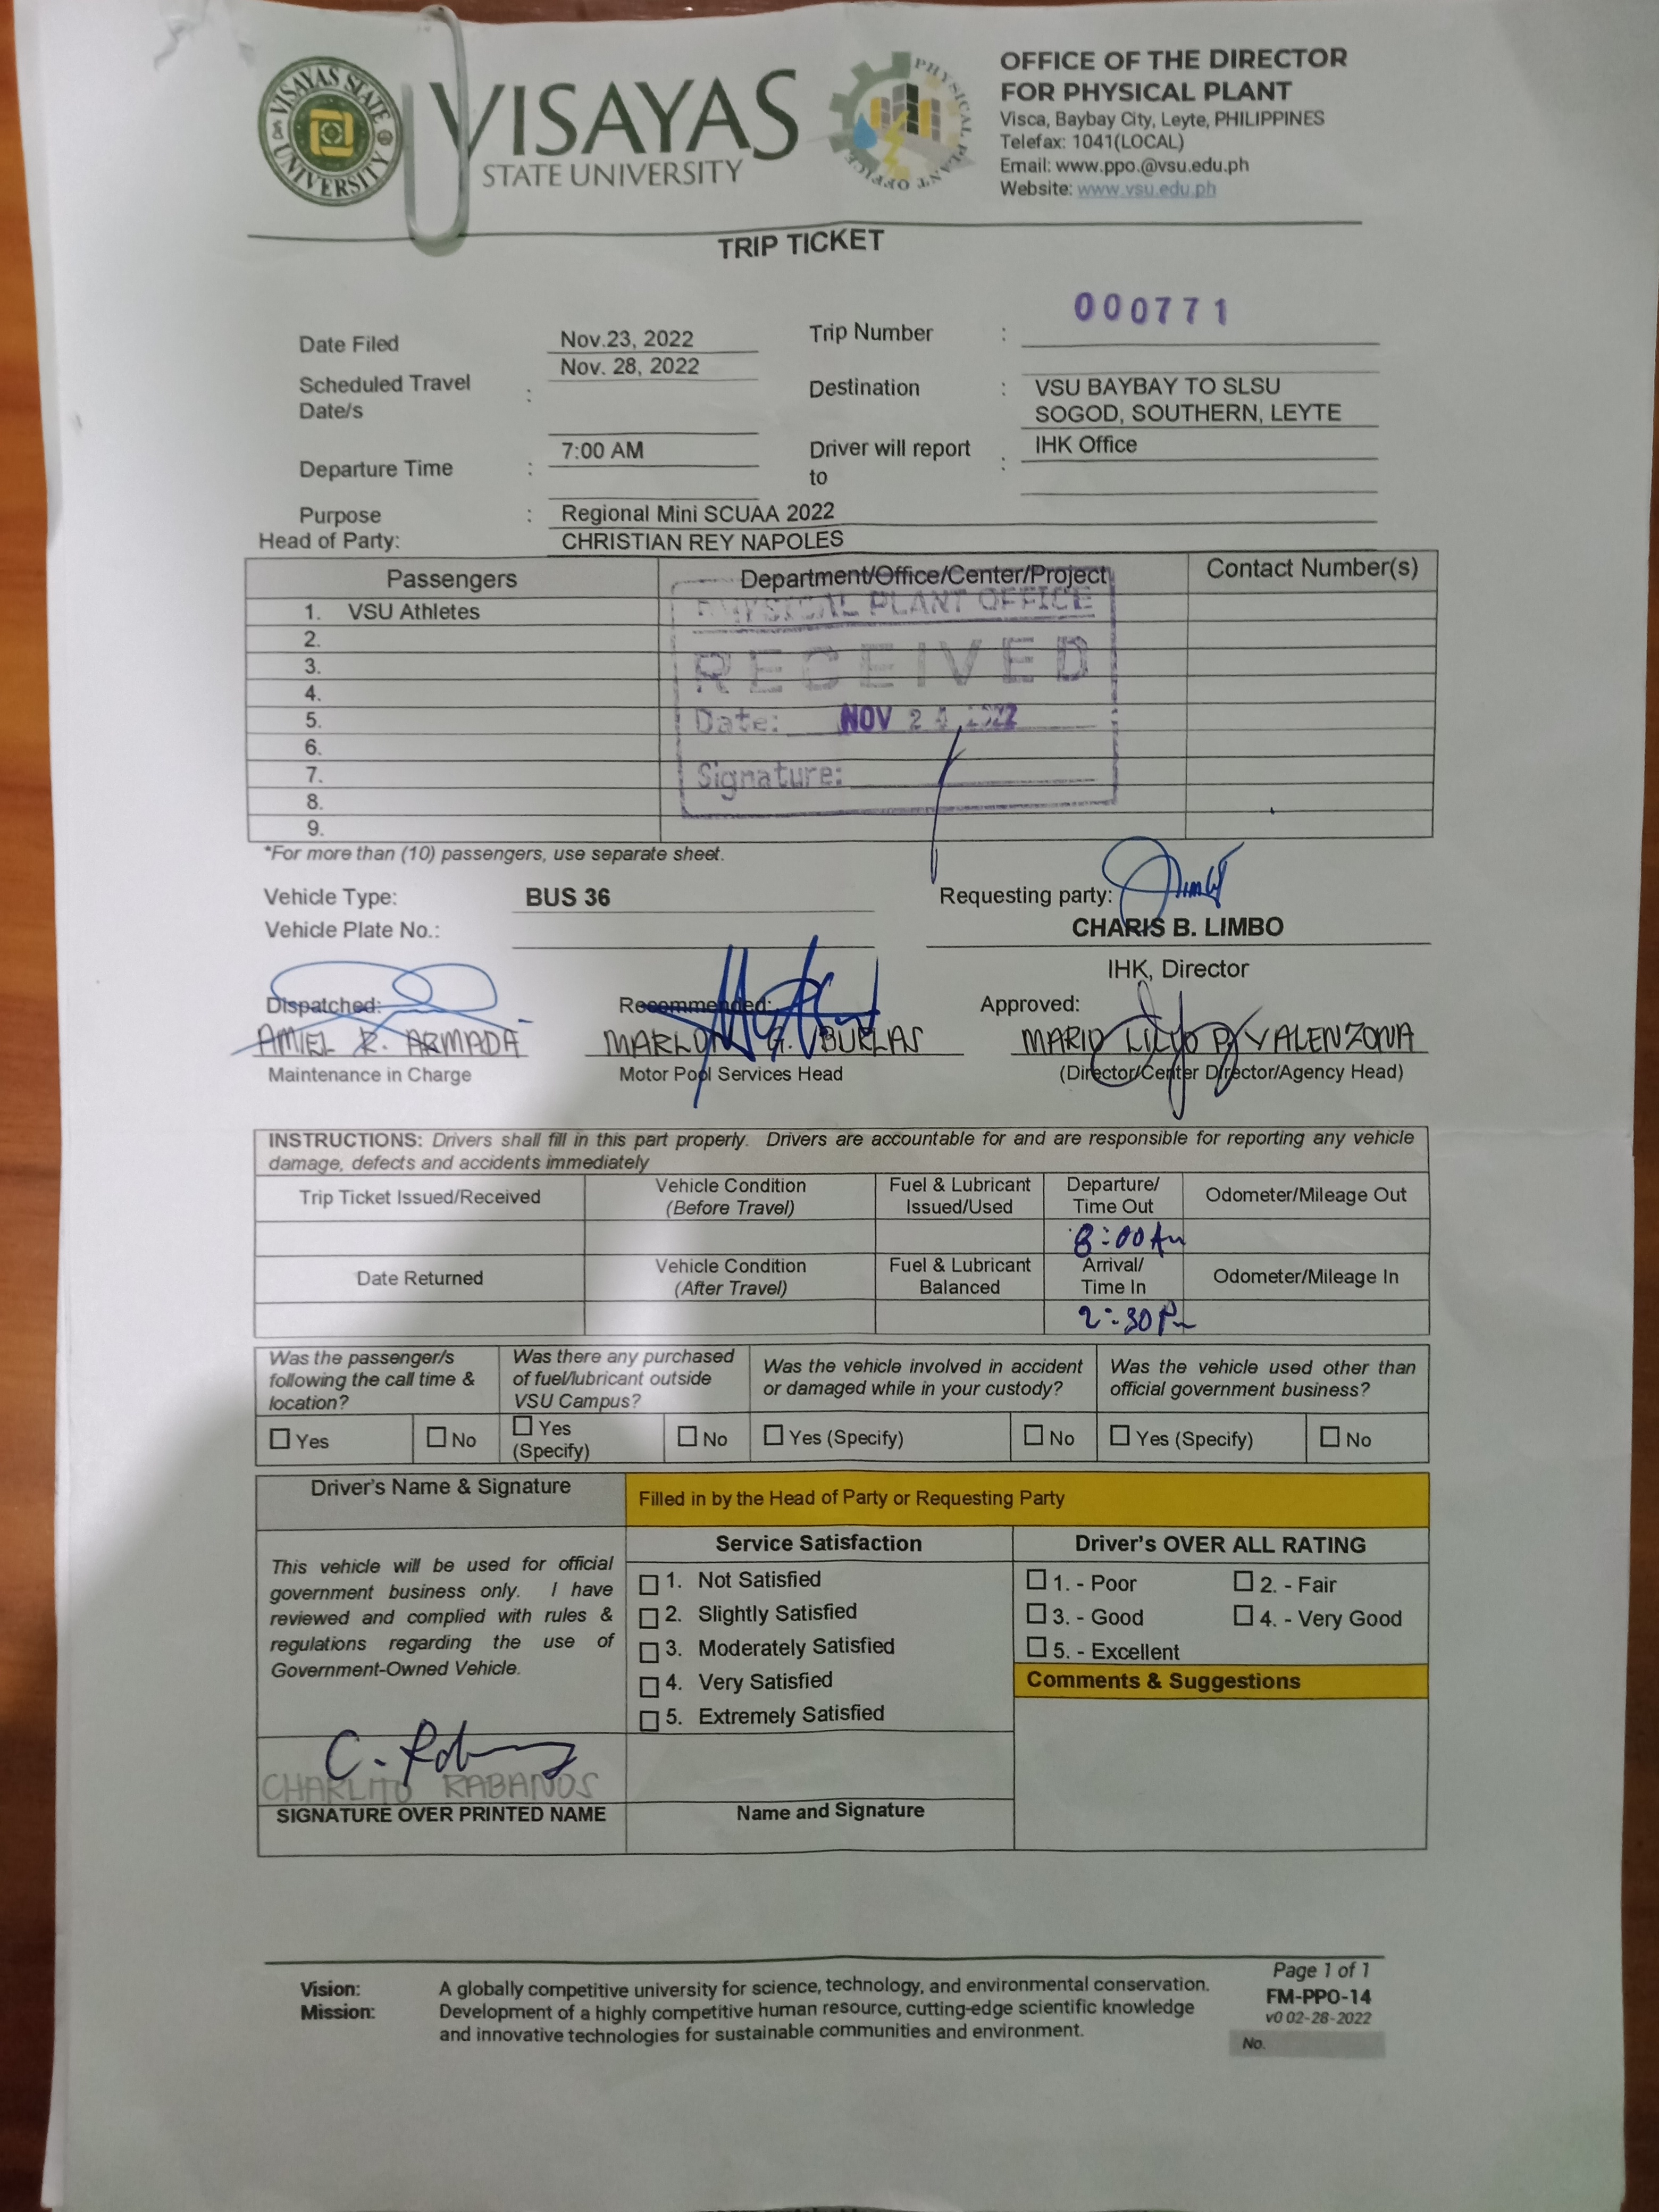 VISAYAS STATE UNIVERSITY
VISAYAS
STATE UNIVERSITY
PHYSICAL PLANT OFFICE
OFFICE OF THE DIRECTOR
FOR PHYSICAL PLANT
Visca, Baybay City, Leyte, PHILIPPINES
Telefax: 1041(LOCAL)
Email: www.ppo.@vsu.edu.ph
Website: www.vsu.edu.ph
TRIP TICKET
000771
Date Filed Nov.23, 2022 Trip Number :
Scheduled Travel Date/s : Nov. 28, 2022
Destination : VSU BAYBAY TO SLSU
SOGOD, SOUTHERN, LEYTE
Departure Time : 7:00 AM
Driver will report to : IHK Office
Purpose : Regional Mini SCUAA 2022
Head of Party: CHRISTIAN REY NAPOLES
Passengers Department/Office/Center/Project Contact Number(s)
1. VSU Athletes
2.
3.
4.
5.
6.
7.
8.
9.
PHYSICAL PLANT OFFICE
RECEIVED
Date: NOV 24 2022
Signature:
*For more than (10) passengers, use separate sheet.
Vehicle Type: BUS 36
Vehicle Plate No.:
Requesting party:
CHARIS B. LIMBO
IHK, Director
Dispatched: Recommended: Approved:
AMIEL R. ARMADA MARLON G. BURLAS MARIO LILIO P. VALENZONA
Maintenance in Charge Motor Pool Services Head (Director/Center Director/Agency Head)
INSTRUCTIONS: Drivers shall fill in this part properly. Drivers are accountable for and are responsible for reporting any vehicle
damage, defects and accidents immediately
Trip Ticket Issued/Received Vehicle Condition (Before Travel) Fuel & Lubricant Issued/Used Departure/ Time Out Odometer/Mileage Out
8:00 Am
Date Returned Vehicle Condition (After Travel) Fuel & Lubricant Balanced Arrival/ Time In Odometer/Mileage In
2:30 Pm
Was the passenger/s following the call time & location?
Was there any purchased of fuel/lubricant outside VSU Campus?
Was the vehicle involved in accident or damaged while in your custody?
Was the vehicle used other than official government business?
Yes No Yes (Specify) No Yes (Specify) No Yes (Specify) No
Driver's Name & Signature
Filled in by the Head of Party or Requesting Party
This vehicle will be used for official
government business only. I have
reviewed and complied with rules &
regulations regarding the use of
Government-Owned Vehicle.
Service Satisfaction
1. Not Satisfied
2. Slightly Satisfied
3. Moderately Satisfied
4. Very Satisfied
5. Extremely Satisfied
Driver's OVER ALL RATING
1. - Poor 2. - Fair
3. - Good 4. - Very Good
5. - Excellent
Comments & Suggestions
CHARLITO RABANOS
SIGNATURE OVER PRINTED NAME
Name and Signature
Vision: A globally competitive university for science, technology, and environmental conservation.
Mission: Development of a highly competitive human resource, cutting-edge scientific knowledge
and innovative technologies for sustainable communities and environment.
Page 1 of 1
FM-PPO-14
v0 02-28-2022
No.